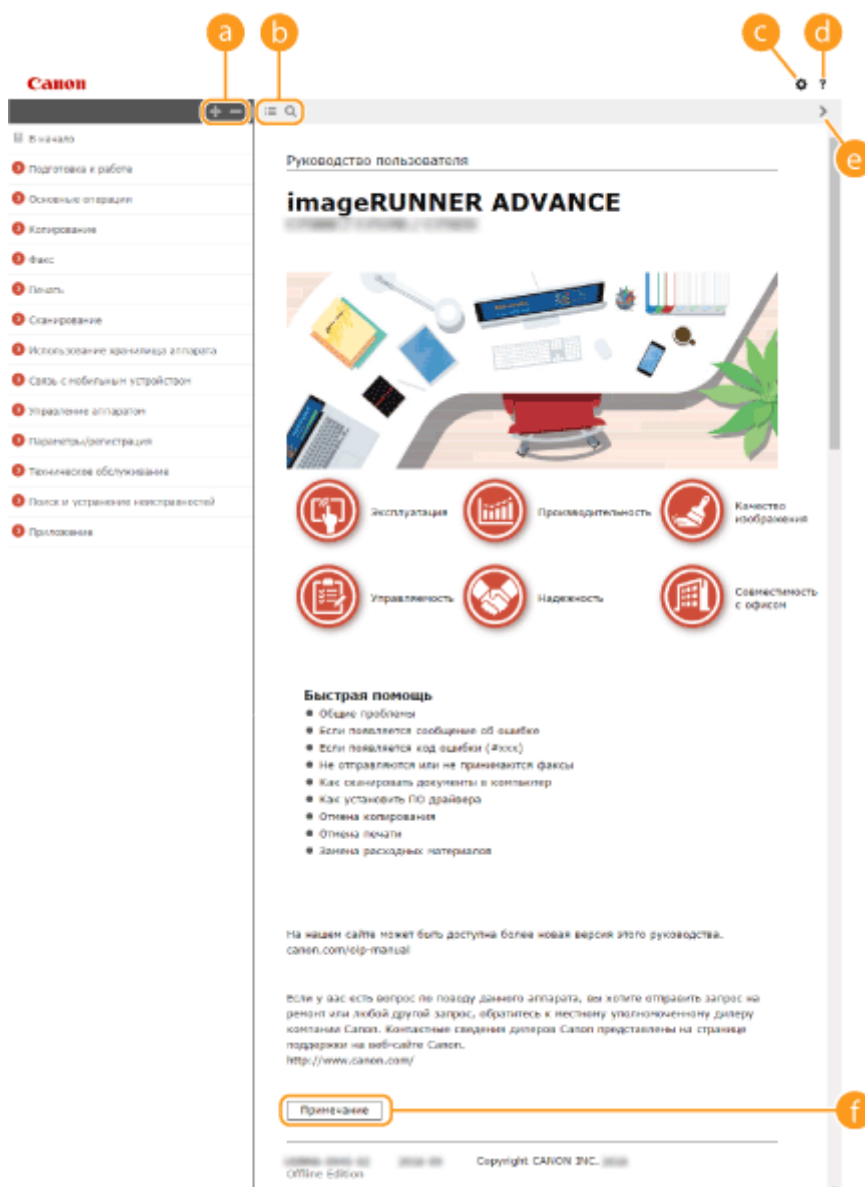 a
b
c
d
Canon
?
e
В начало
Подготовка к работе
Основные операции
Копирование
Факс
Печать
Сканирование
Использование хранилища аппарата
Связь с мобильным устройством
Управление аппаратом
Параметры/регистрация
Техническое обслуживание
Поиск и устранение неисправностей
Приложение
Руководство пользователя
imageRUNNER ADVANCE
Эксплуатация
Производительность
Качество
изображения
Управляемость
Надежность
Совместимость
с офисом
Быстрая помощь
Общие проблемы
Если появляется сообщение об ошибке
Если появляется код ошибки (#xxx)
Не отправляются или не принимаются факсы
Как сканировать документы в компьютер
Как установить ПО драйвера
Отмена копирования
Отмена печати
Замена расходных материалов
На нашем сайте может быть доступна более новая версия этого руководства.
canon.com/oip-manual
Если у вас есть вопрос по поводу данного аппарата, вы хотите отправить запрос на
ремонт или любой другой запрос, обратитесь к местному уполномоченному дилеру
компании Canon. Контактные сведения дилеров Canon представлены на странице
поддержки на веб-сайте Canon.
http://www.canon.com/
Примечание
f
Copyright CANON INC.
Offline Edition